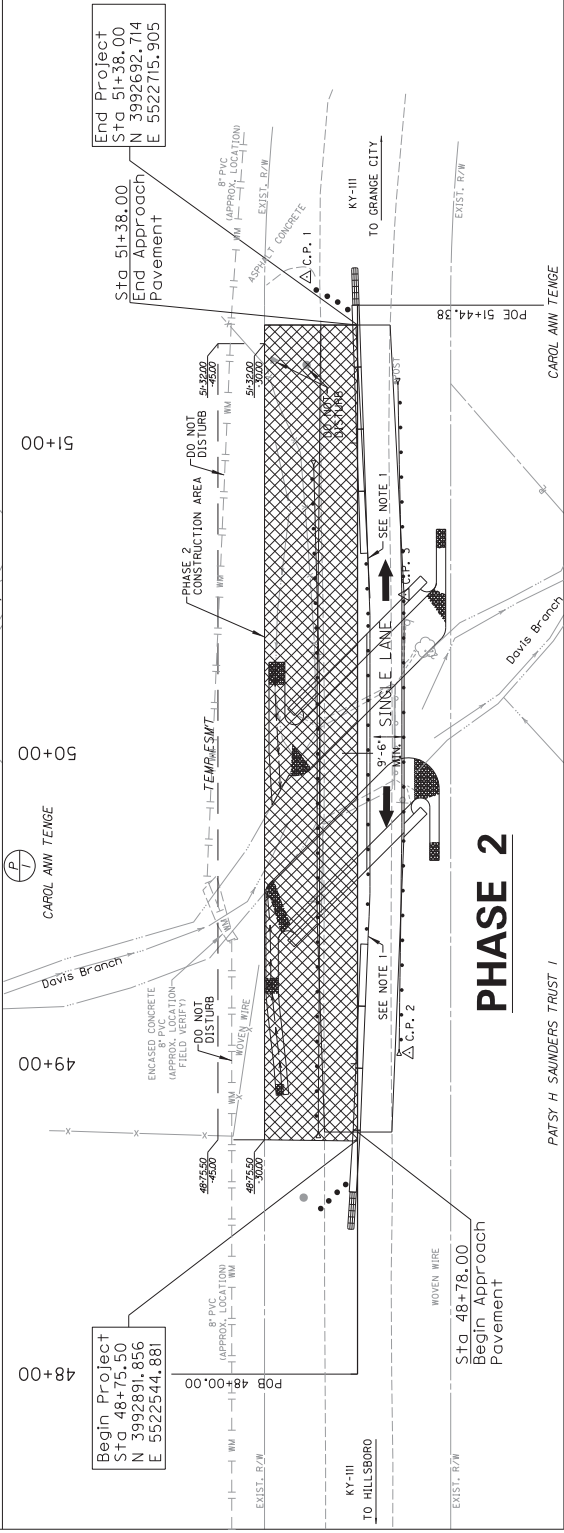 Begin Project
Sta 48+75.50
N 3992891.856
E 5522544.881
48+00
49+00
50+00
51+00
P
1
CAROL ANN TENGE
End Project
Sta 51+38.00
N 3992692.714
E 5522715.905
Sta 51+38.00
End Approach
Pavement
8" PVC
(APPROX. LOCATION)
EXIST. R/W
ASPHALT CONCRETE
C.P. 1
KY-111
TO GRANGE CITY
EXIST. R/W
POE 51+44.38
CAROL ANN TENGE
51+32.00
-45.00
51+32.00
-30.00
DO NOT
DISTURB
DO NOT
DISTURB
WM
PHASE 2
CONSTRUCTION AREA
TEMP. ESM'T
POST
SEE NOTE 1
C.P. 3
SINGLE LANE
9'-6"
MIN.
Davis Branch
Davis Branch
ENCASED CONCRETE
8" PVC
(APPROX. LOCATION
FIELD VERIFY)
DO NOT
DISTURB
WOVEN WIRE
SEE NOTE 1
C.P. 2
48+75.50
-45.00
48+75.50
-30.00
8" PVC
(APPROX. LOCATION)
WM
EXIST. R/W
POB 48+00.00
KY-111
TO HILLSBORO
WOVEN WIRE
EXIST. R/W
Sta 48+78.00
Begin Approach
Pavement
PHASE 2
PATSY H SAUNDERS TRUST I